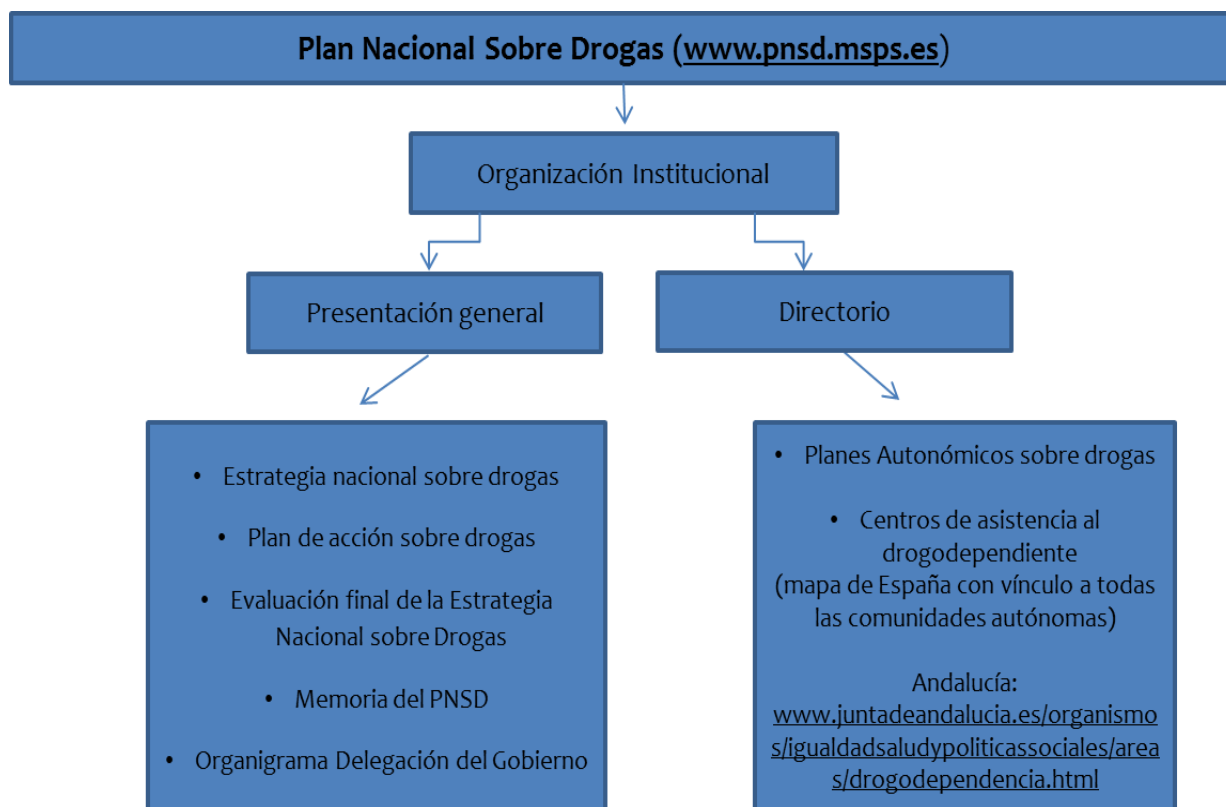 Plan Nacional Sobre Drogas (www.pnsd.msps.es)
Organización Institucional
Presentación general
Directorio
• Estrategia nacional sobre drogas
• Plan de acción sobre drogas
• Evaluación final de la Estrategia
Nacional sobre Drogas
• Memoria del PNSD
• Organigrama Delegación del Gobierno
• Planes Autonómicos sobre drogas
• Centros de asistencia al
drogodependiente
(mapa de España con vínculo a todas
las comunidades autónomas)
Andalucía:
www.juntadeandalucia.es/organismo
s/igualdadsaludypoliticassociales/area
s/drogodependencia.html